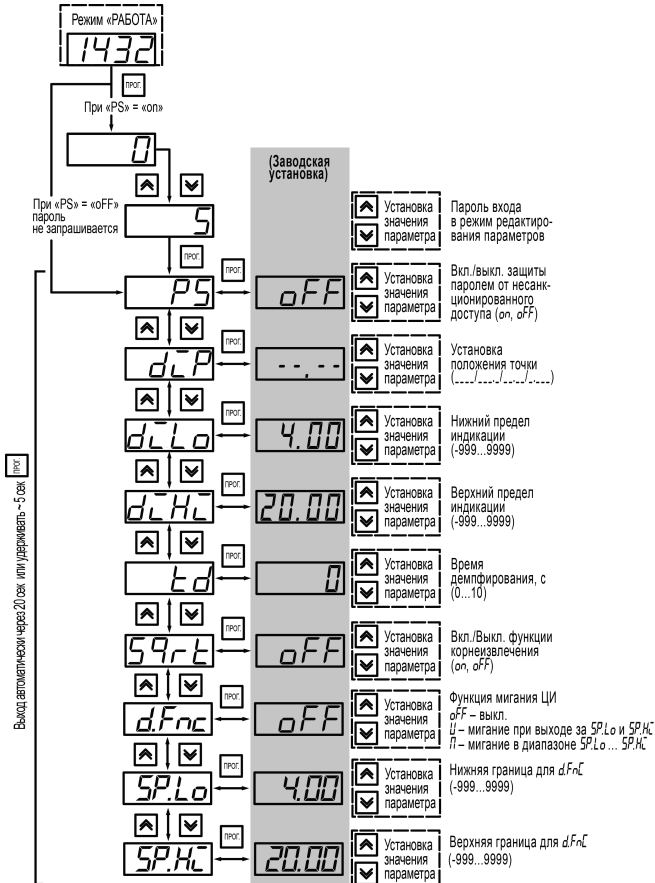 Режим «РАБОТА»
1432
ПРОГ.
При «PS» = «on»
0
(Заводская
установка)
При «PS» = «oFF»
пароль
не запрашивается
5
Установка
значения
параметра
Пароль входа
в режим редактиро-
вания параметров
ПРОГ.
ПРОГ.
PS
oFF
Установка
значения
параметра
Вкл./выкл. защиты
паролем от несанк-
ционированного
доступа (on, oFF)
ПРОГ.
diP
--.--
Установка
значения
параметра
Установка
положения точки
(____/___._/__.__/_.___)
ПРОГ.
diLo
4.00
Установка
значения
параметра
Нижний предел
индикации
(-999...9999)
ПРОГ.
diHi
20.00
Установка
значения
параметра
Верхний предел
индикации
(-999...9999)
ПРОГ.
td
0
Установка
значения
параметра
Время
демпфирования, с
(0...10)
ПРОГ.
Sqrt
oFF
Установка
значения
параметра
Вкл./Выкл. функции
корнеизвлечения
(on, oFF)
ПРОГ.
d.Fnc
oFF
Установка
значения
параметра
Функция мигания ЦИ
oFF – выкл.
U – мигание при выходе за SP.Lo и SP.Hi
П – мигание в диапазоне SP.Lo ... SP.Hi
ПРОГ.
SP.Lo
4.00
Установка
значения
параметра
Нижняя граница для d.FnC
(-999...9999)
ПРОГ.
SP.Hi
20.00
Установка
значения
параметра
Верхняя граница для d.FnC
(-999...9999)
Выход автоматически через 20 сек или удерживать ~ 5 сек ПРОГ.